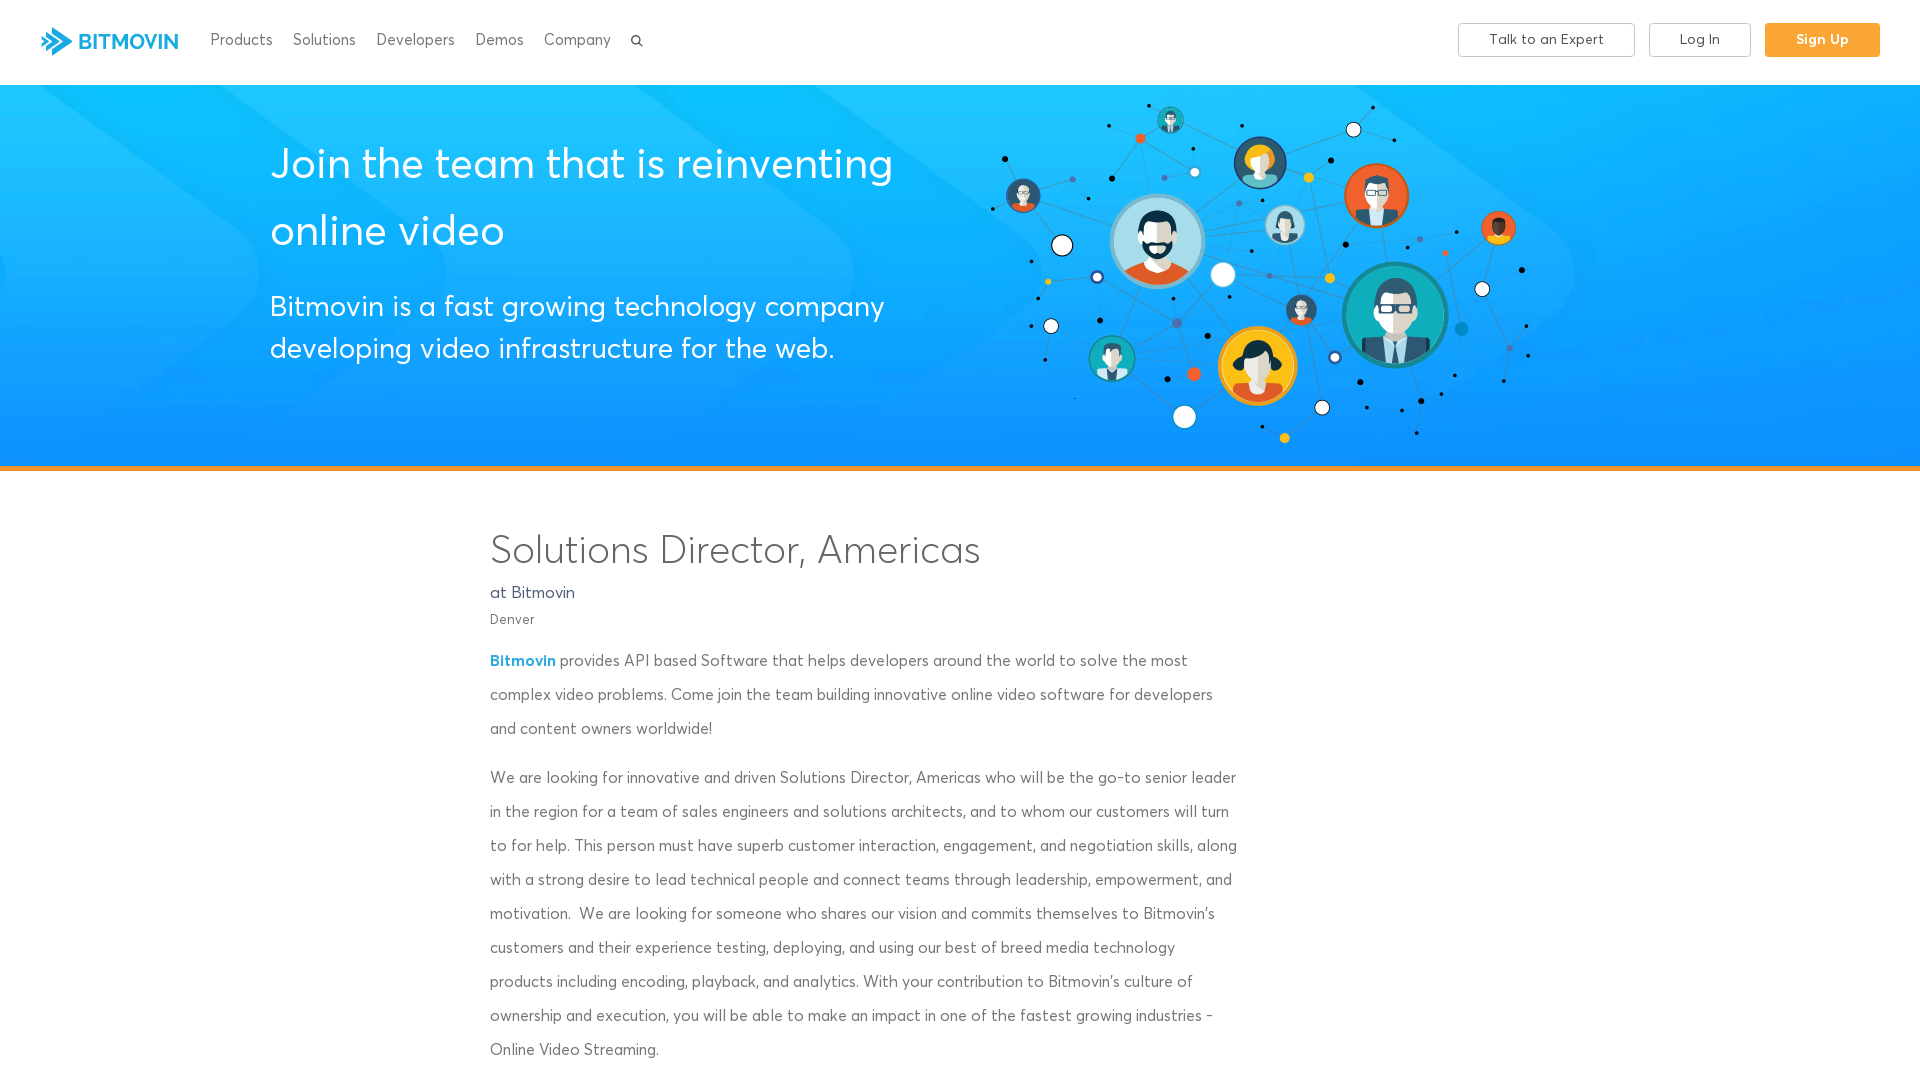 BITMOVIN
Products
Solutions
Developers
Demos
Company
Talk to an Expert
Log In
Sign Up
Join the team that is reinventing
online video
Bitmovin is a fast growing technology company
developing video infrastructure for the web.
Solutions Director, Americas
at Bitmovin
Denver
Bitmovin provides API based Software that helps developers around the world to solve the most
complex video problems. Come join the team building innovative online video software for developers
and content owners worldwide!
We are looking for innovative and driven Solutions Director, Americas who will be the go-to senior leader
in the region for a team of sales engineers and solutions architects, and to whom our customers will turn
to for help. This person must have superb customer interaction, engagement, and negotiation skills, along
with a strong desire to lead technical people and connect teams through leadership, empowerment, and
motivation.  We are looking for someone who shares our vision and commits themselves to Bitmovin's
customers and their experience testing, deploying, and using our best of breed media technology
products including encoding, playback, and analytics. With your contribution to Bitmovin's culture of
ownership and execution, you will be able to make an impact in one of the fastest growing industries -
Online Video Streaming.